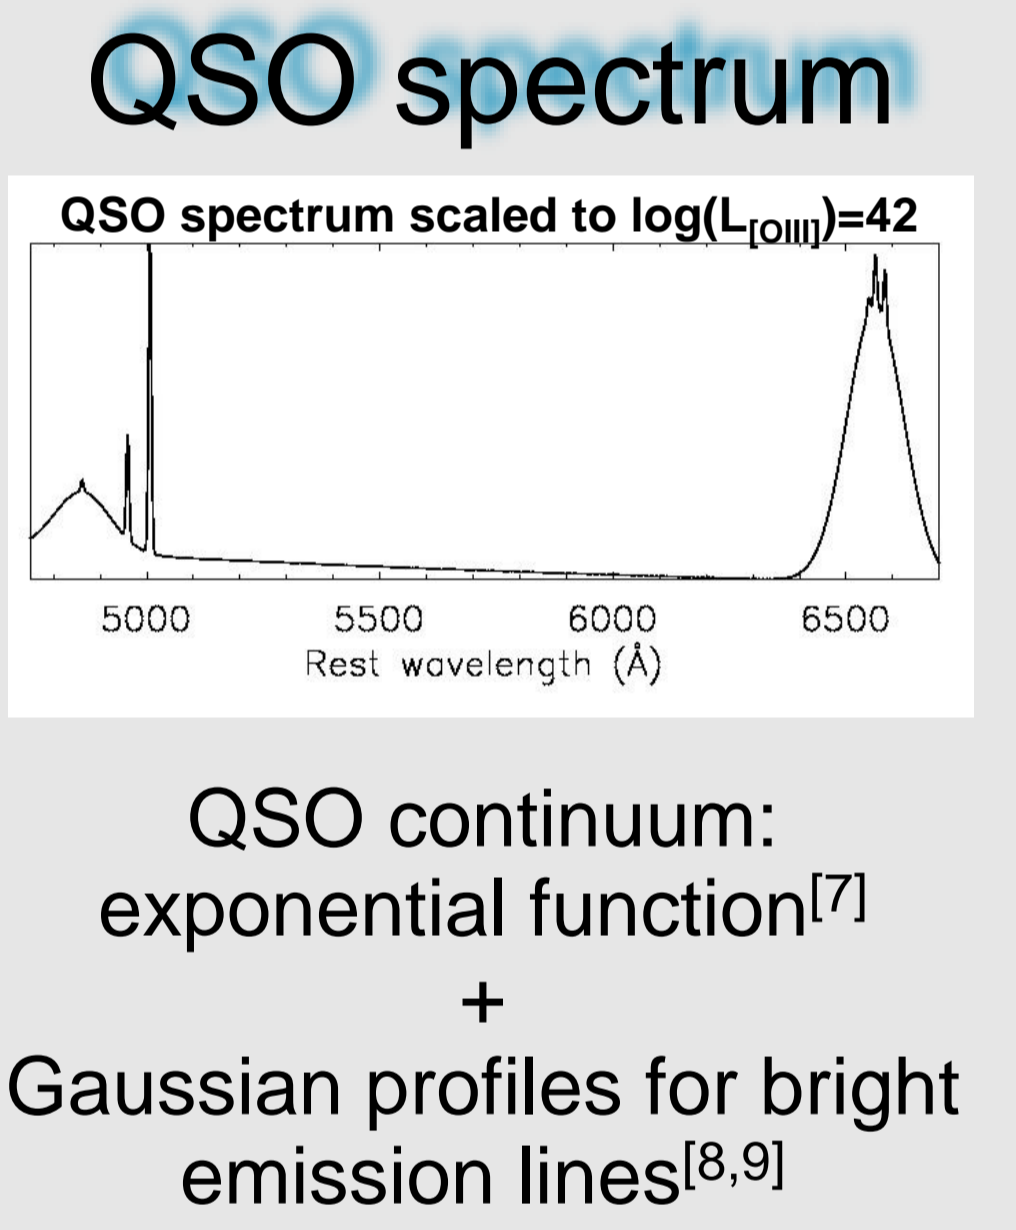 QSO spectrum
QSO spectrum scaled to log(L[OIII])=42
5000 5500 6000 6500
Rest wavelength (Å)
QSO continuum:
exponential function[7]
+
Gaussian profiles for bright
emission lines[8,9]